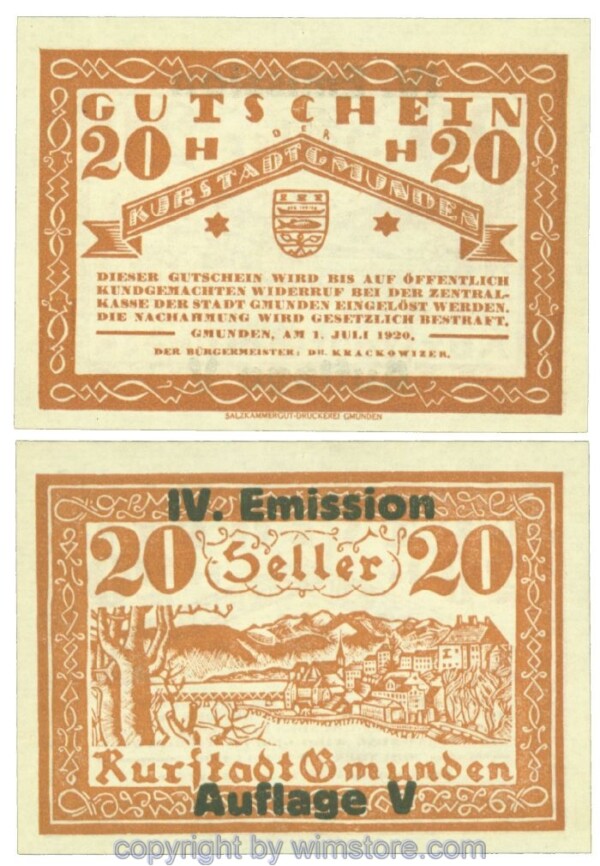 GUTSCHEIN
20 H DER H 20
KURSTADT GMUNDEN
DIESER GUTSCHEIN WIRD BIS AUF ÖFFENTLICH
KUNDGEMACHTEN WIDERRUF BEI DER ZENTRAL-
KASSE DER STADT GMUNDEN EINGELÖST WERDEN.
DIE NACHAHMUNG WIRD GESETZLICH BESTRAFT.
GMUNDEN, AM 1. JULI 1920.
DER BÜRGERMEISTER: DR. KRACKOWIZER.
SALZKAMMERGUT-DRUCKEREI GMUNDEN
IV. Emission
20 Heller 20
Kurstadt Gmunden
Auflage V
copyright by wimstore.com